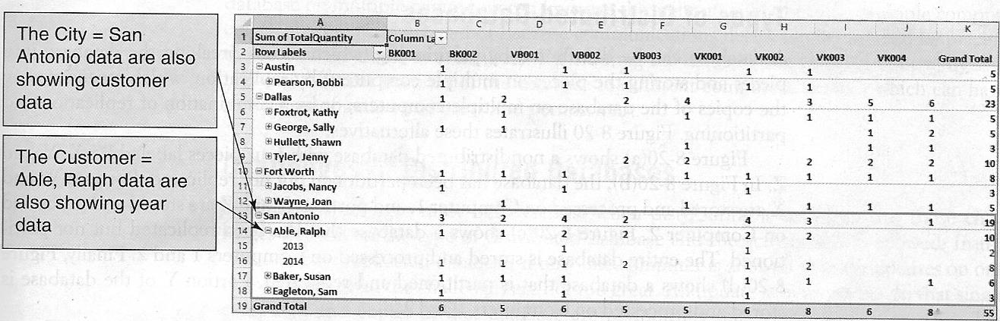 The City = San
Antonio data are also
showing customer
data
The Customer =
Able, Ralph data are
also showing year
data
A B C D E F G H I J K
1 Sum of TotalQuantity Column La
2 Row Labels BK001 BK002 VB001 VB002 VB003 VK001 VK002 VK003 VK004 Grand Total
3 Austin 1 1 1 1 1 5
4 Pearson, Bobbi 1 1 1 1 1 5
5 Dallas 1 2 2 4 3 5 6 23
6 Foxtrot, Kathy 1 1 1 1 1 5
7 George, Sally 1 1 1 2 5
8 Hullett, Shawn 1 1 1 3
9 Tyler, Jenny 2 2 2 2 2 10
10 Fort Worth 1 1 1 1 1 1 1 1 8
11 Jacobs, Nancy 1 1 1 3
12 Wayne, Joan 1 1 1 1 1 5
13 San Antonio 3 2 4 2 4 3 1 19
14 Able, Ralph 1 1 2 2 2 2 10
15 2013 1 1 2
16 2014 1 1 1 2 1 2 8
17 Baker, Susan 1 1 1 1 1 1 6
18 Eagleton, Sam 1 1 1 3
19 Grand Total 6 5 6 5 5 6 8 6 8 55